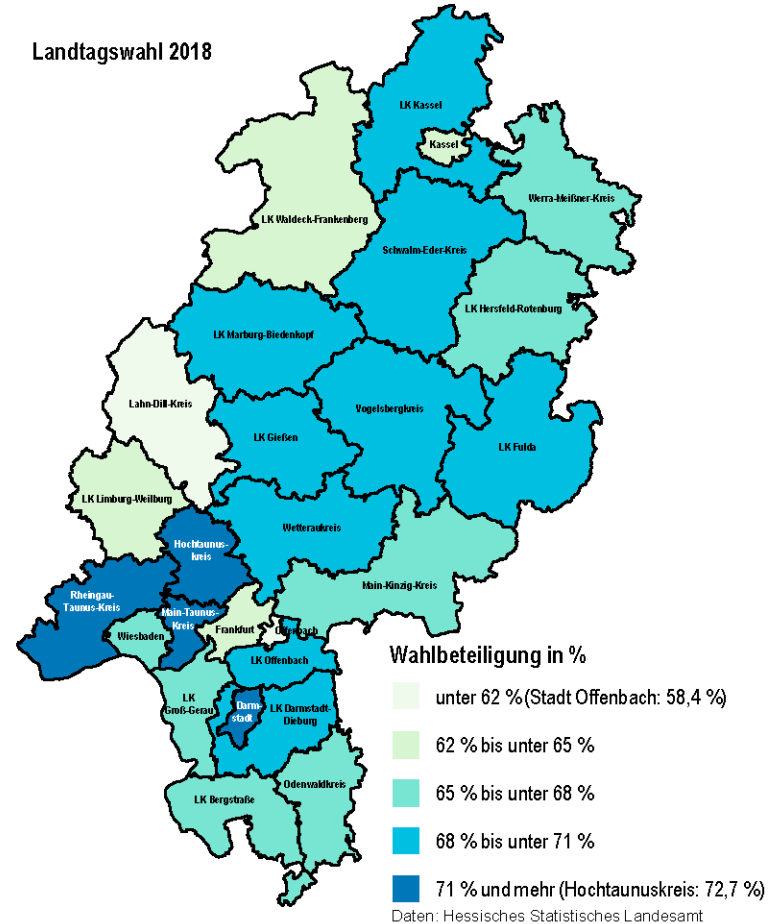 Landtagswahl 2018
LK Kassel
Kassel
Werra-Meißner-Kreis
LK Waldeck-Frankenberg
Schwalm-Eder-Kreis
LK Hersfeld-Rotenburg
LK Marburg-Biedenkopf
Lahn-Dill-Kreis
Vogelsbergkreis
LK Gießen
LK Fulda
LK Limburg-Weilburg
Wetteraukreis
Hochtaunus-
kreis
Main-Kinzig-Kreis
Rheingau-
Taunus-Kreis
Main-Taunus-
Kreis
Wiesbaden
Frankfurt
Offenbach
LK Offenbach
LK
Groß-Gerau
Darm-
stadt
LK Darmstadt-
Dieburg
Odenwaldkreis
LK Bergstraße
Wahlbeteiligung in %
unter 62 % (Stadt Offenbach: 58,4 %)
62 % bis unter 65 %
65 % bis unter 68 %
68 % bis unter 71 %
71 % und mehr (Hochtaunuskreis: 72,7 %)
Daten: Hessisches Statistisches Landesamt